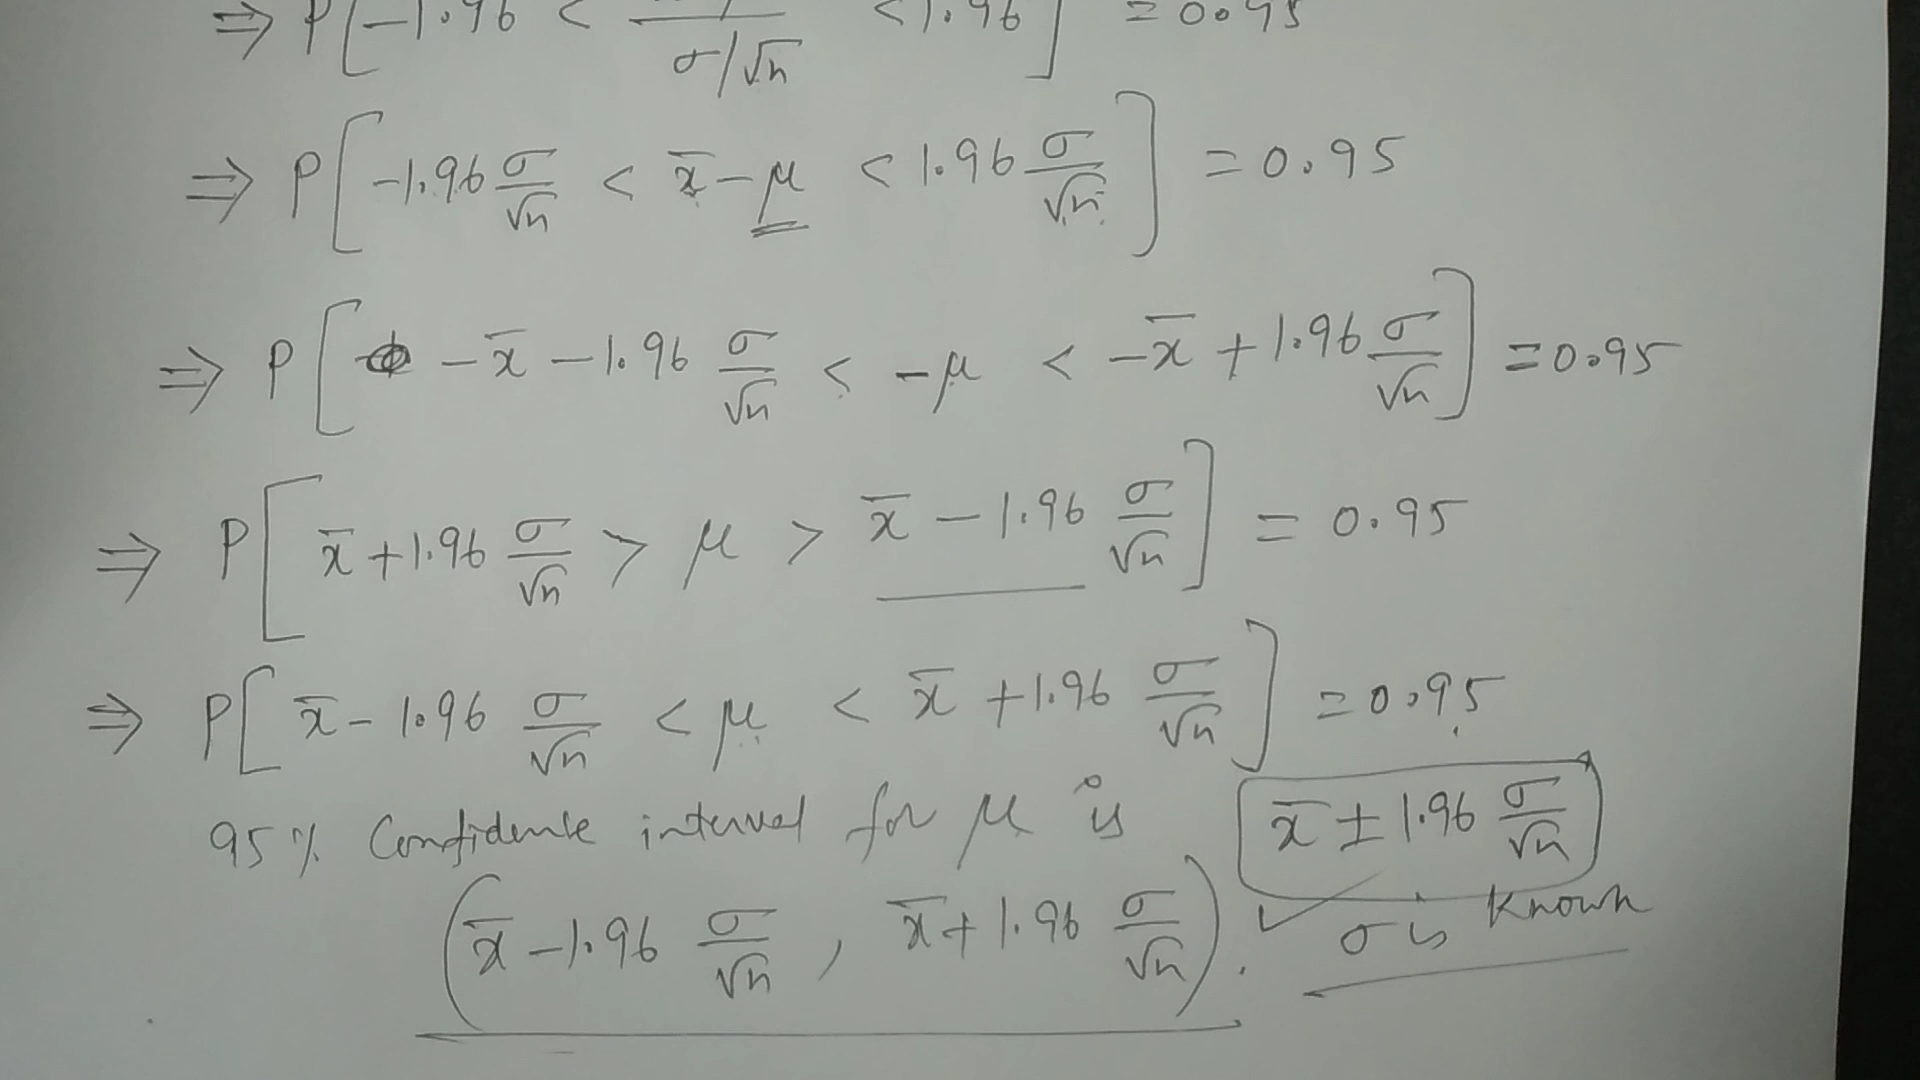 ⇒ P[-1.96 < σ/√n < 1.96] = 0.95
⇒ P[-1.96 σ/√n < x̄ - μ < 1.96 σ/√n] = 0.95
⇒ P[- x̄ - 1.96 σ/√n < -μ < -x̄ + 1.96 σ/√n] = 0.95
⇒ P[x̄ + 1.96 σ/√n > μ > x̄ - 1.96 σ/√n] = 0.95
⇒ P[x̄ - 1.96 σ/√n < μ < x̄ + 1.96 σ/√n] = 0.95
95% Confidence interval for μ is x̄ ± 1.96 σ/√n
(x̄ - 1.96 σ/√n, x̄ + 1.96 σ/√n). σ is known